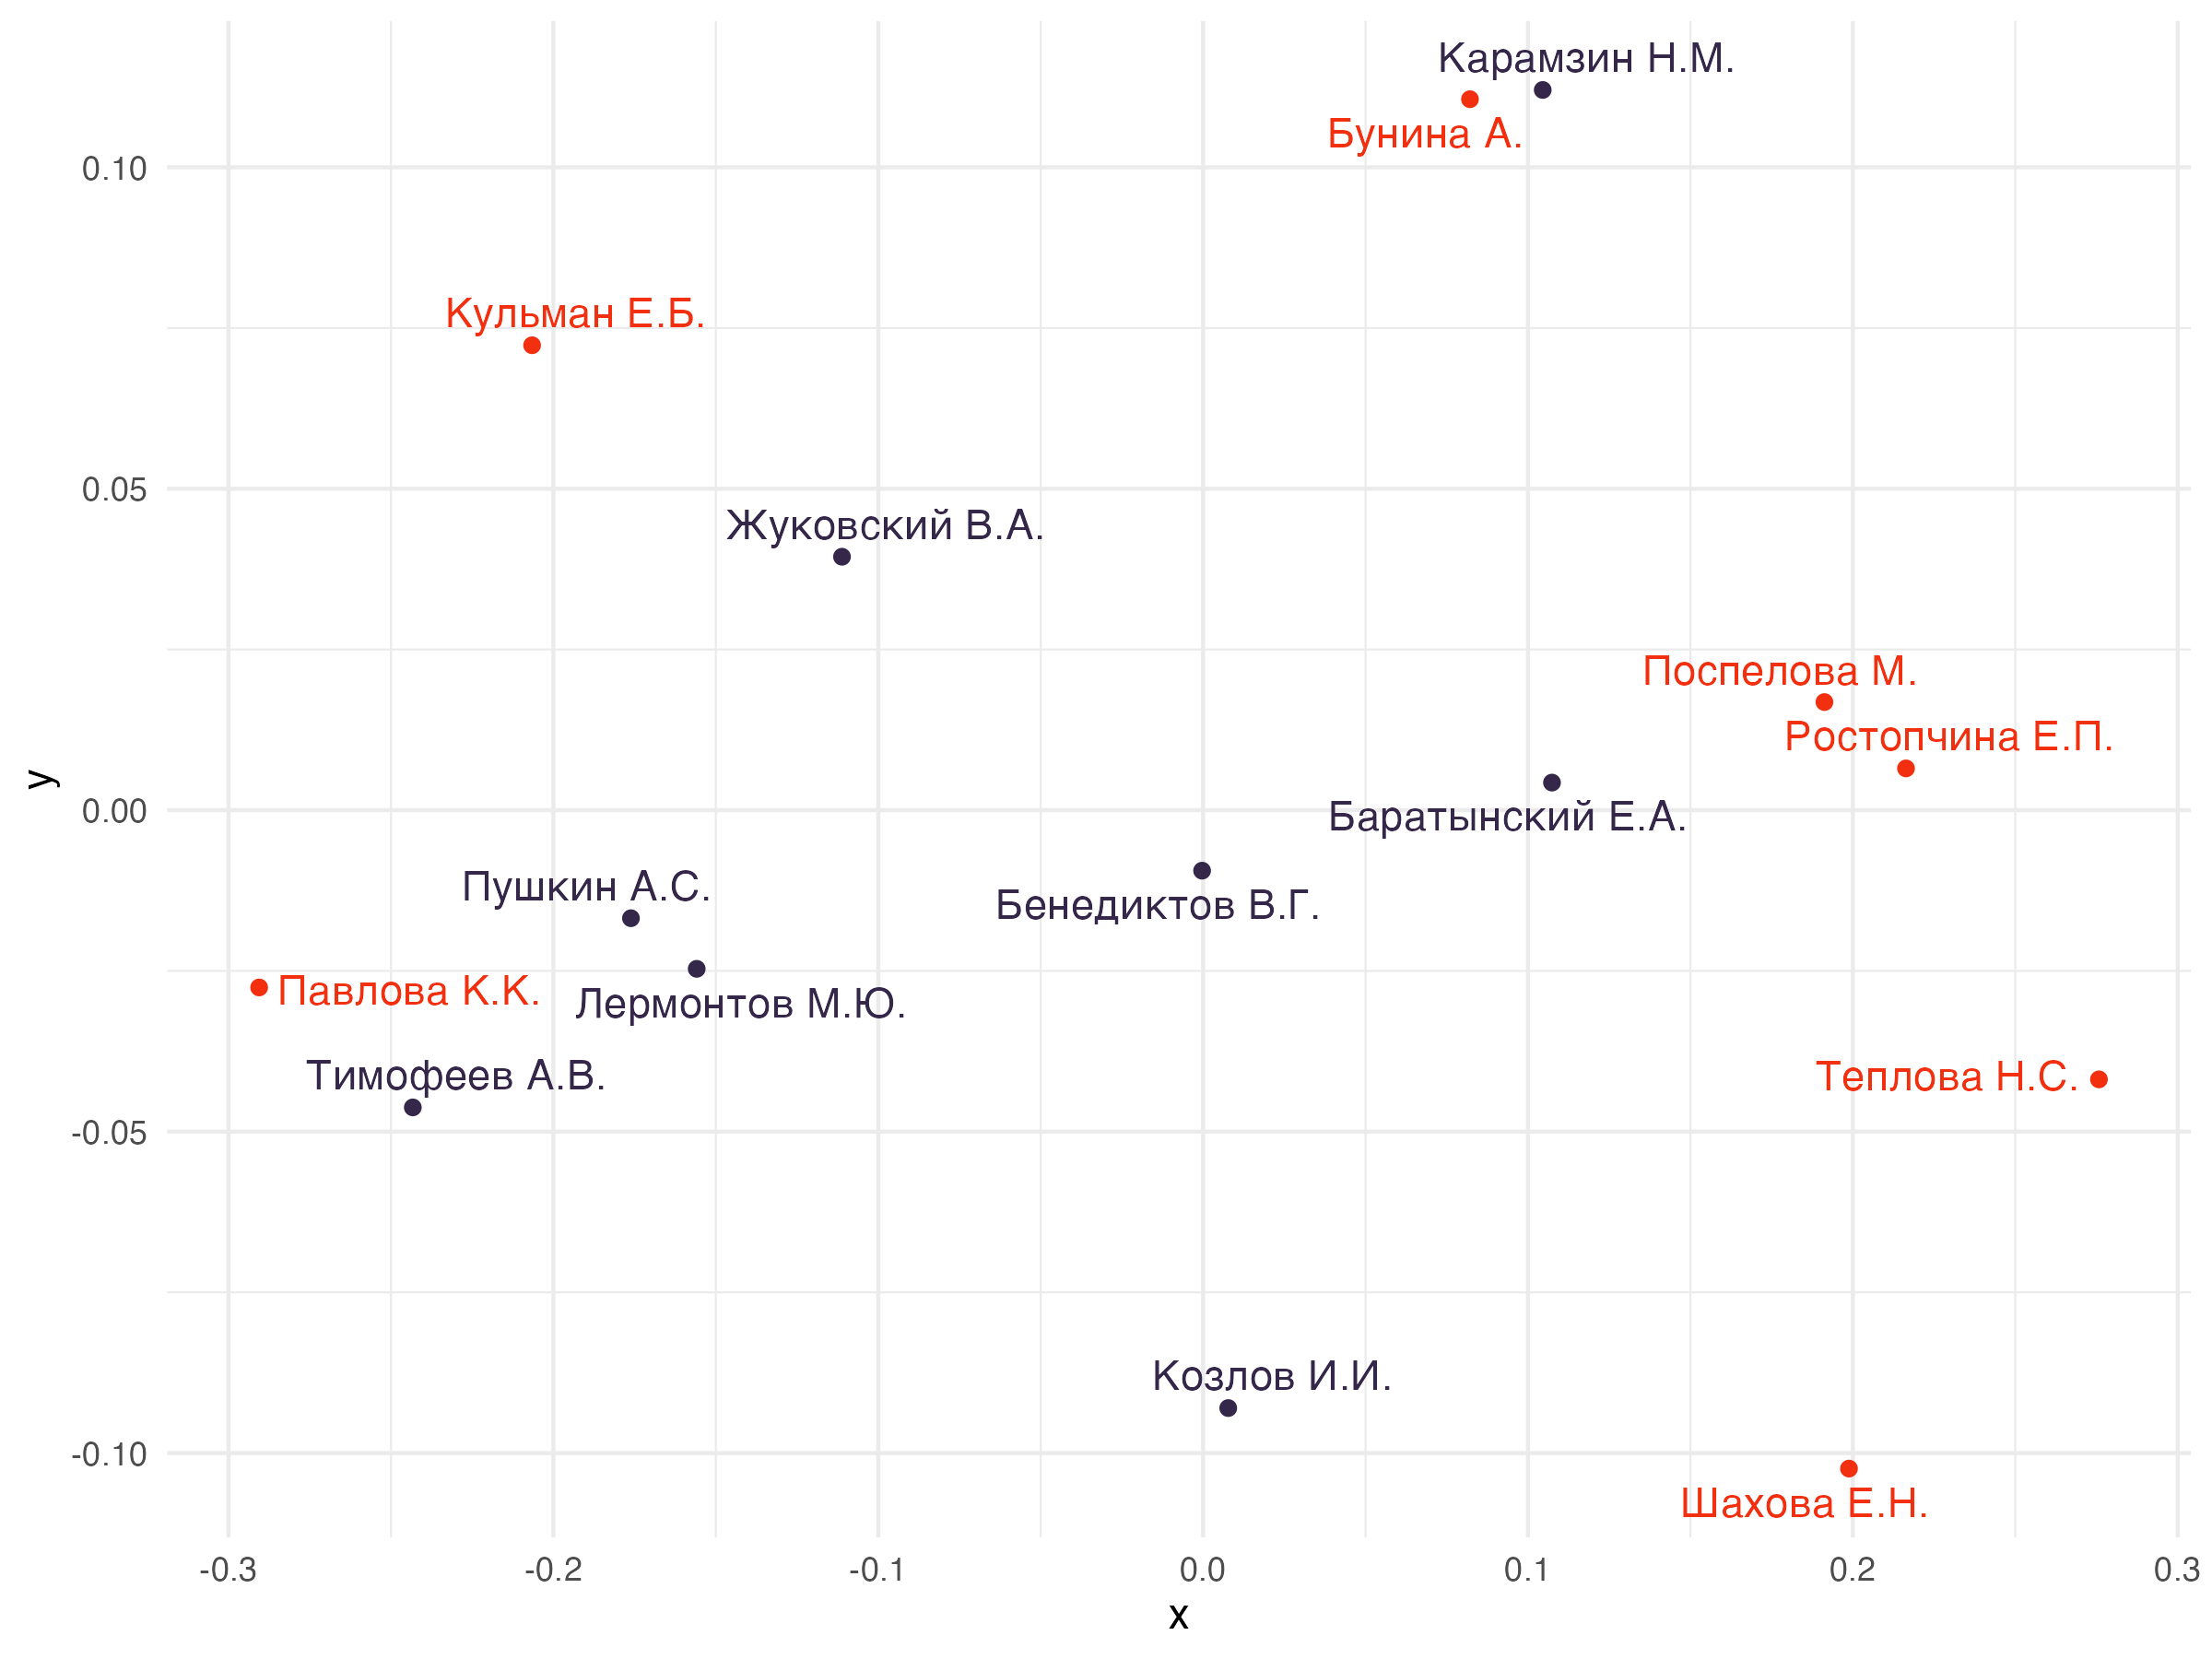 Карамзин Н.М.
Бунина А.
0.10
Кульман Е.Б.
0.05
Жуковский В.А.
Поспелова М.
Ростопчина Е.П.
y
0.00
Баратынский Е.А.
Пушкин А.С.
Бенедиктов В.Г.
Павлова К.К.
Лермонтов М.Ю.
Тимофеев А.В.
Теплова Н.С.
-0.05
Козлов И.И.
-0.10
Шахова Е.Н.
-0.3 -0.2 -0.1 0.0 0.1 0.2 0.3
x